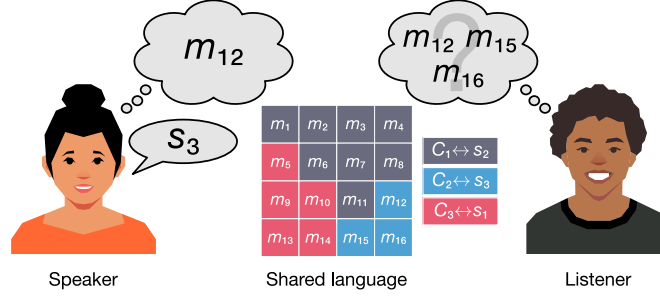 m₁₂
m₁₂ m₁₅
m₁₆
?
s₃
m₁ m₂ m₃ m₄
m₅ m₆ m₇ m₈
m₉ m₁₀ m₁₁ m₁₂
m₁₃ m₁₄ m₁₅ m₁₆
C₁↔s₂
C₂↔s₃
C₃↔s₁
Speaker
Shared language
Listener